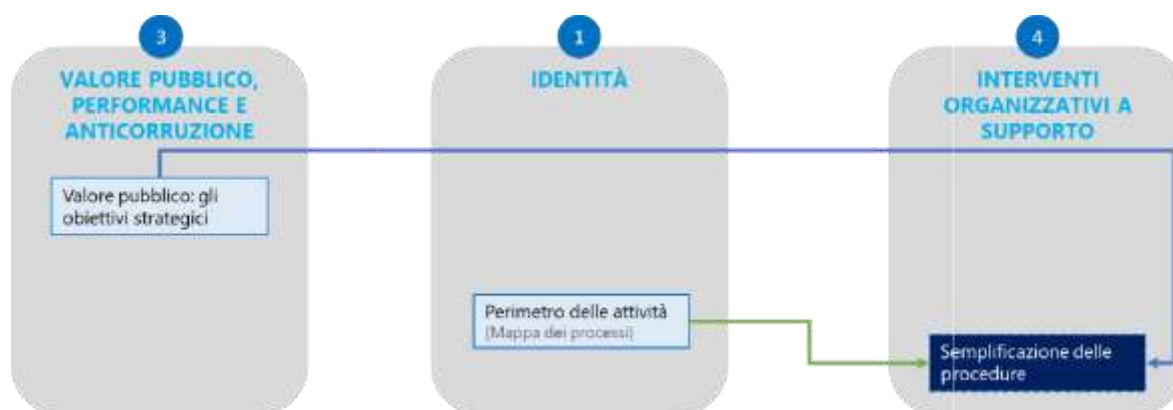 3
VALORE PUBBLICO,
PERFORMANCE E
ANTICORRUZIONE
Valore pubblico: gli
obiettivi strategici
1
IDENTITÀ
Perimetro delle attività
(Mappa dei processi)
4
INTERVENTI
ORGANIZZATIVI A
SUPPORTO
Semplificazione delle
procedure